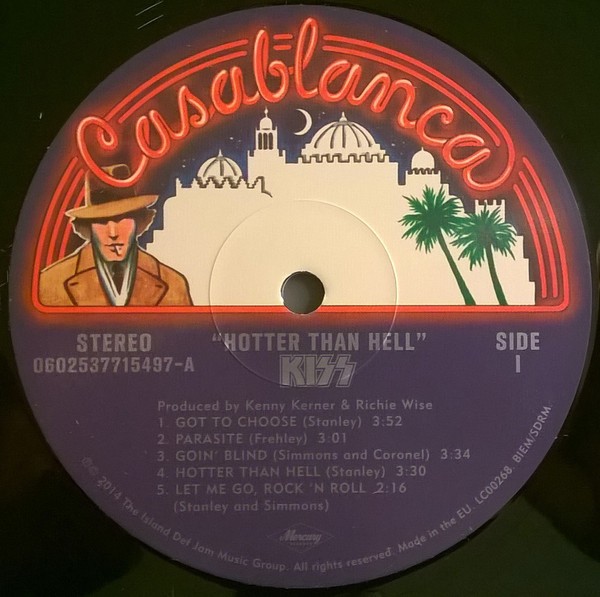 Casablanca
STEREO
0602537715497-A
"HOTTER THAN HELL"
KISS
SIDE
1
Produced by Kenny Kerner & Richie Wise
1. GOT TO CHOOSE (Stanley) 3:52
2. PARASITE (Frehley) 3:01
3. GOIN' BLIND (Simmons and Coronel) 3:34
4. HOTTER THAN HELL (Stanley) 3:30
5. LET ME GO, ROCK 'N ROLL 2:16
(Stanley and Simmons)
Mercury
℗© 2014 The Island Def Jam Music Group. All rights reserved. Made in the EU. LC00268 BIEM/SDRM.